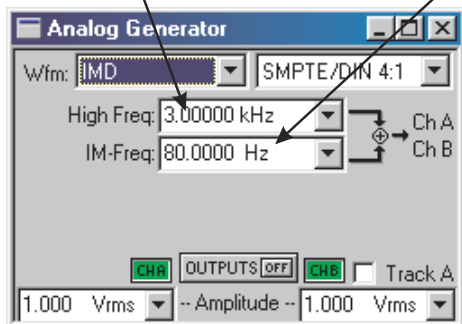 Analog Generator
Wfm: IMD SMPTE/DIN 4:1
High Freq: 3.00000 kHz Ch A
IM-Freq: 80.0000 Hz Ch B
CHA OUTPUTS OFF CHB Track A
1.000 Vrms -- Amplitude -- 1.000 Vrms